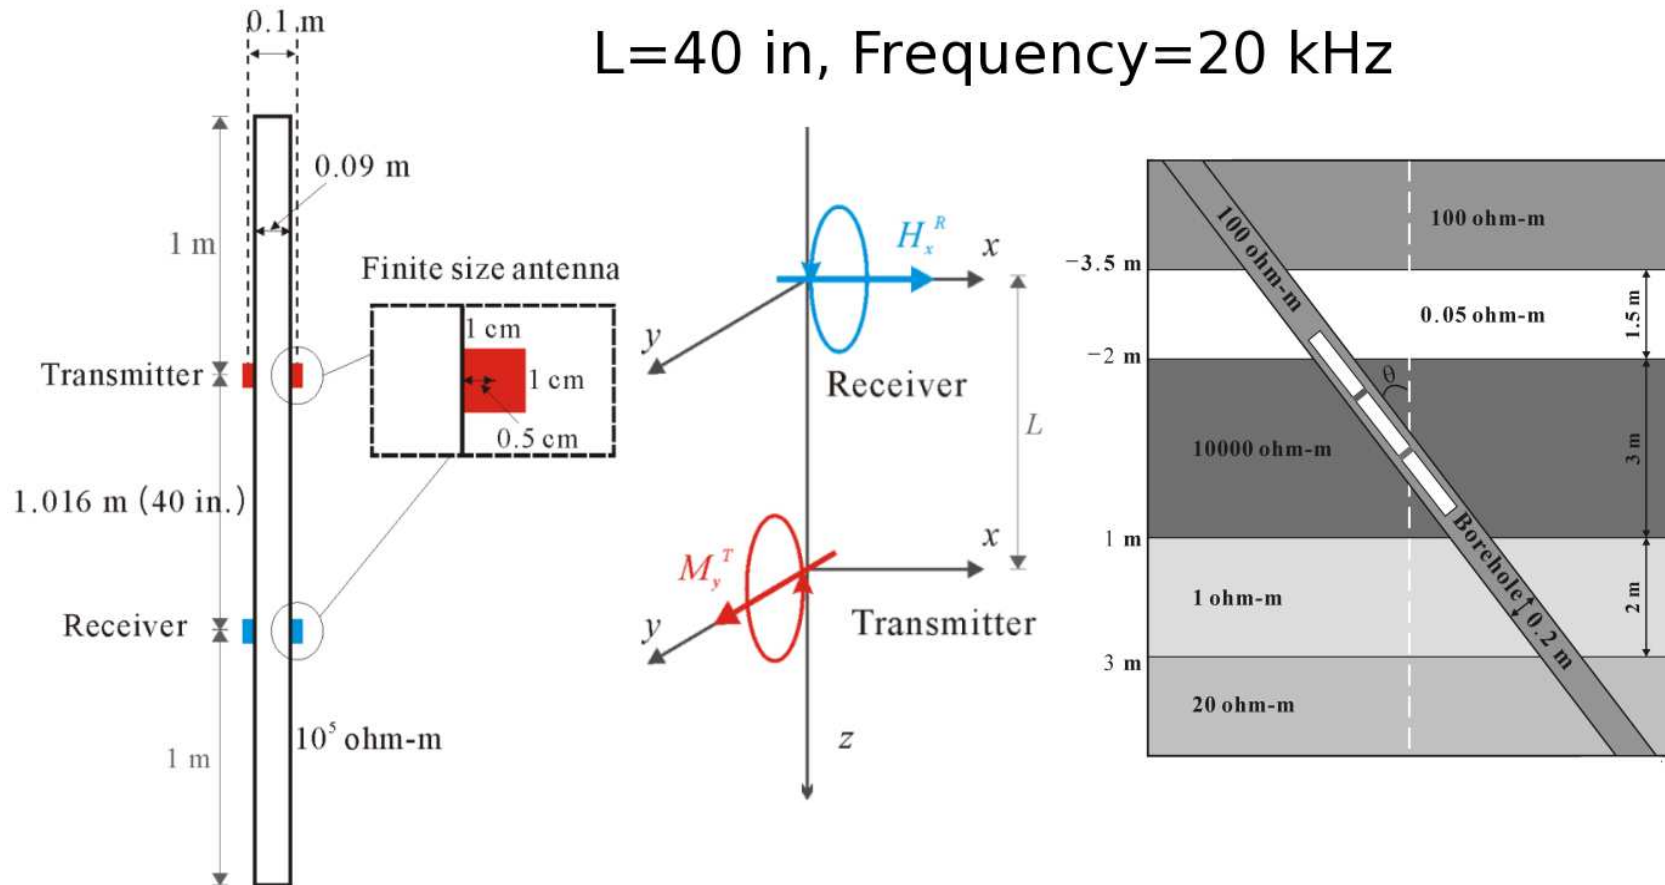 L=40 in, Frequency=20 kHz
0.1 m
0.09 m
1 m
Finite size antenna
1 cm
1 cm
0.5 cm
Transmitter
1.016 m (40 in.)
Receiver
10⁵ ohm-m
1 m
H_x^R
x
y
Receiver
L
M_y^T
x
y
Transmitter
z
100 ohm-m
100 ohm-m
−3.5 m
0.05 ohm-m
1.5 m
−2 m
θ
10000 ohm-m
3 m
1 m
1 ohm-m
Borehole
0.2 m
2 m
3 m
20 ohm-m